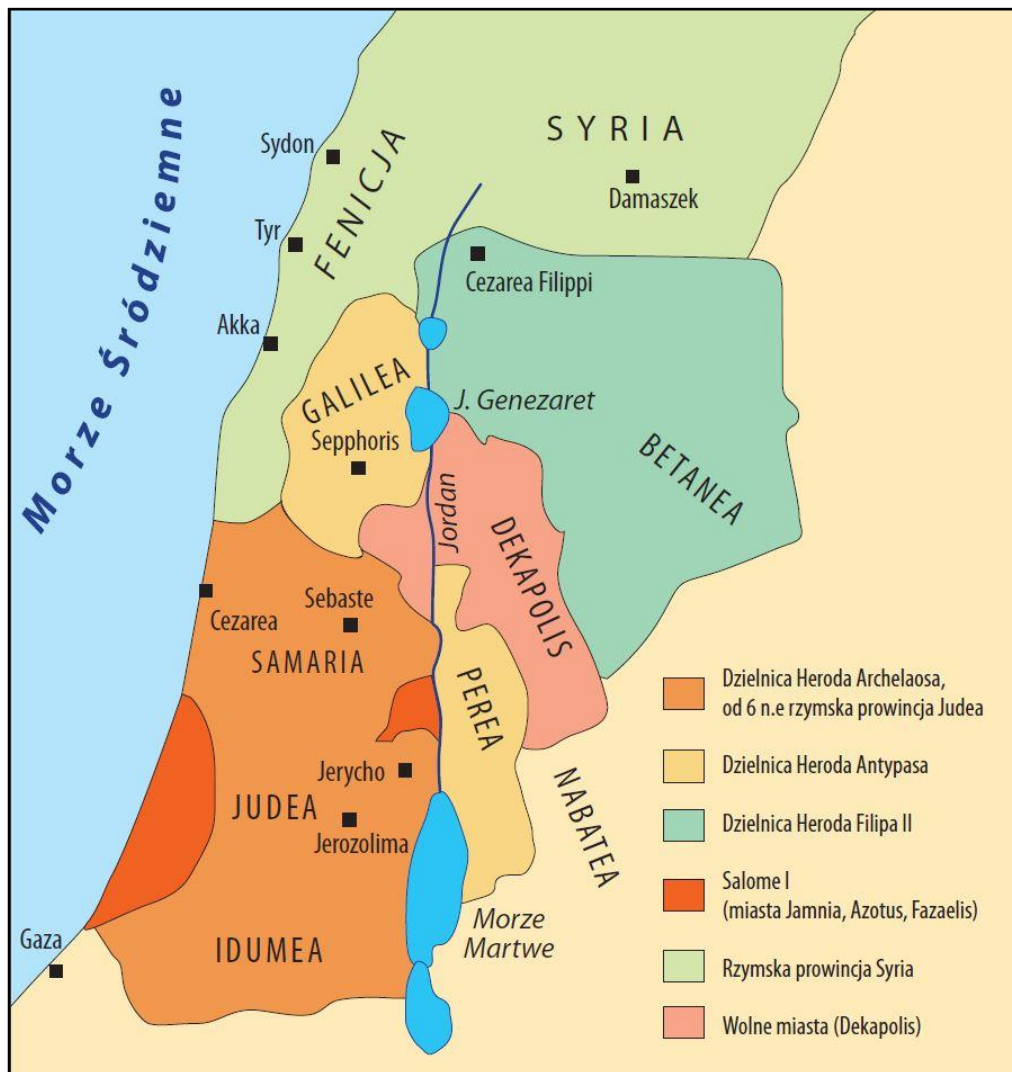 Morze Śródziemne
SYRIA
FENICJA
Sydon
Damaszek
Tyr
Cezarea Filippi
Akka
GALILEA
J. Genezaret
Sepphoris
BETANEA
Jordan
DEKAPOLIS
Cezarea
Sebaste
SAMARIA
PEREA
Jerycho
JUDEA
Jerozolima
NABATEA
Morze
Martwe
Gaza
IDUMEA
Dzielnica Heroda Archelaosa,
od 6 n.e rzymska prowincja Judea
Dzielnica Heroda Antypasa
Dzielnica Heroda Filipa II
Salome I
(miasta Jamnia, Azotus, Fazaelis)
Rzymska prowincja Syria
Wolne miasta (Dekapolis)